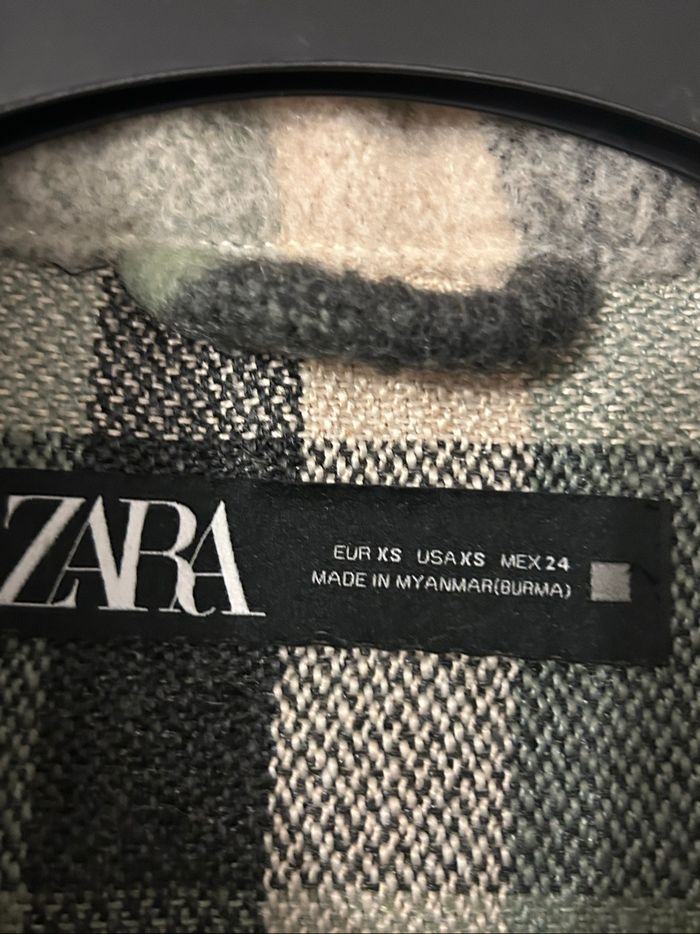 ZARA
EUR XS USA XS MEX 24
MADE IN MYANMAR(BURMA)